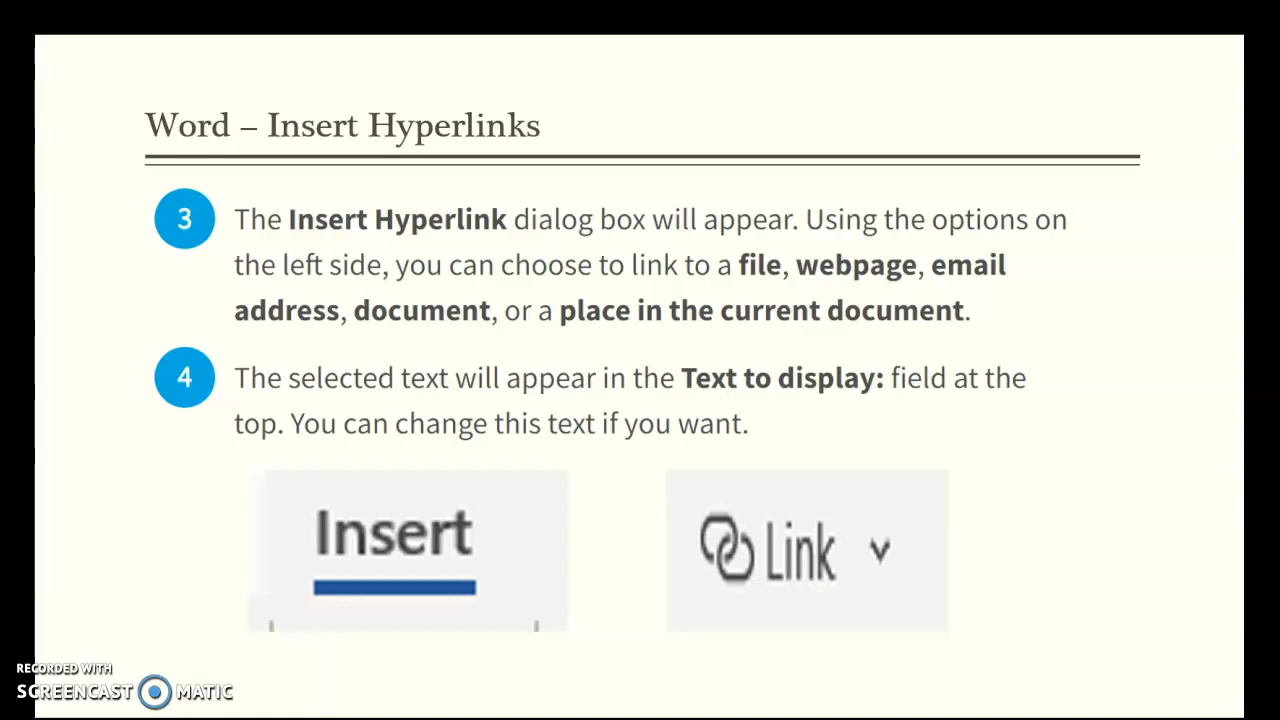 Word – Insert Hyperlinks
3 The Insert Hyperlink dialog box will appear. Using the options on
the left side, you can choose to link to a file, webpage, email
address, document, or a place in the current document.
4 The selected text will appear in the Text to display: field at the
top. You can change this text if you want.
Insert
Link
RECORDED WITH
SCREENCAST MATIC